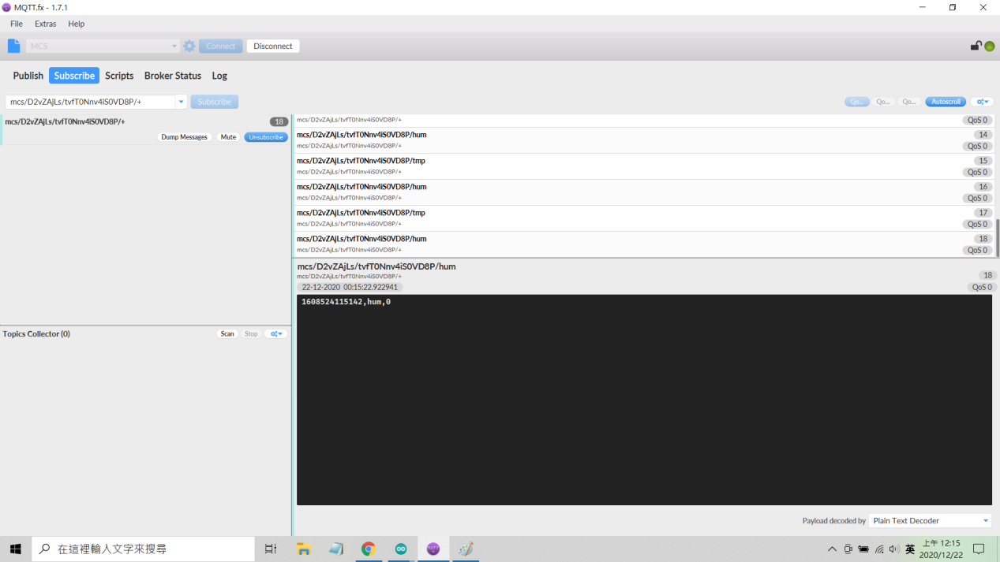 MQTT.fx - 1.7.1
File Extras Help
MCS Connect Disconnect
Publish Subscribe Scripts Broker Status Log
mcs/D2vZAjLs/tvfT0Nnv4iS0VD8P/+ Subscribe Qo... Qo... Qo... Autoscroll
mcs/D2vZAjLs/tvfT0Nnv4iS0VD8P/+ 18
Dump Messages Mute Unsubscribe
mcs/D2vZAjLs/tvfT0Nnv4iS0VD8P/+ QoS 0
mcs/D2vZAjLs/tvfT0Nnv4iS0VD8P/hum 14
mcs/D2vZAjLs/tvfT0Nnv4iS0VD8P/+ QoS 0
mcs/D2vZAjLs/tvfT0Nnv4iS0VD8P/tmp 15
mcs/D2vZAjLs/tvfT0Nnv4iS0VD8P/+ QoS 0
mcs/D2vZAjLs/tvfT0Nnv4iS0VD8P/hum 16
mcs/D2vZAjLs/tvfT0Nnv4iS0VD8P/+ QoS 0
mcs/D2vZAjLs/tvfT0Nnv4iS0VD8P/tmp 17
mcs/D2vZAjLs/tvfT0Nnv4iS0VD8P/+ QoS 0
mcs/D2vZAjLs/tvfT0Nnv4iS0VD8P/hum 18
mcs/D2vZAjLs/tvfT0Nnv4iS0VD8P/+ QoS 0
mcs/D2vZAjLs/tvfT0Nnv4iS0VD8P/hum
mcs/D2vZAjLs/tvfT0Nnv4iS0VD8P/+ 18
22-12-2020 00:15:22.922941 QoS 0
1608524115142,hum,0
Topics Collector (0) Scan Stop
Payload decoded by Plain Text Decoder
在這裡輸入文字來搜尋
英
上午 12:15
2020/12/22